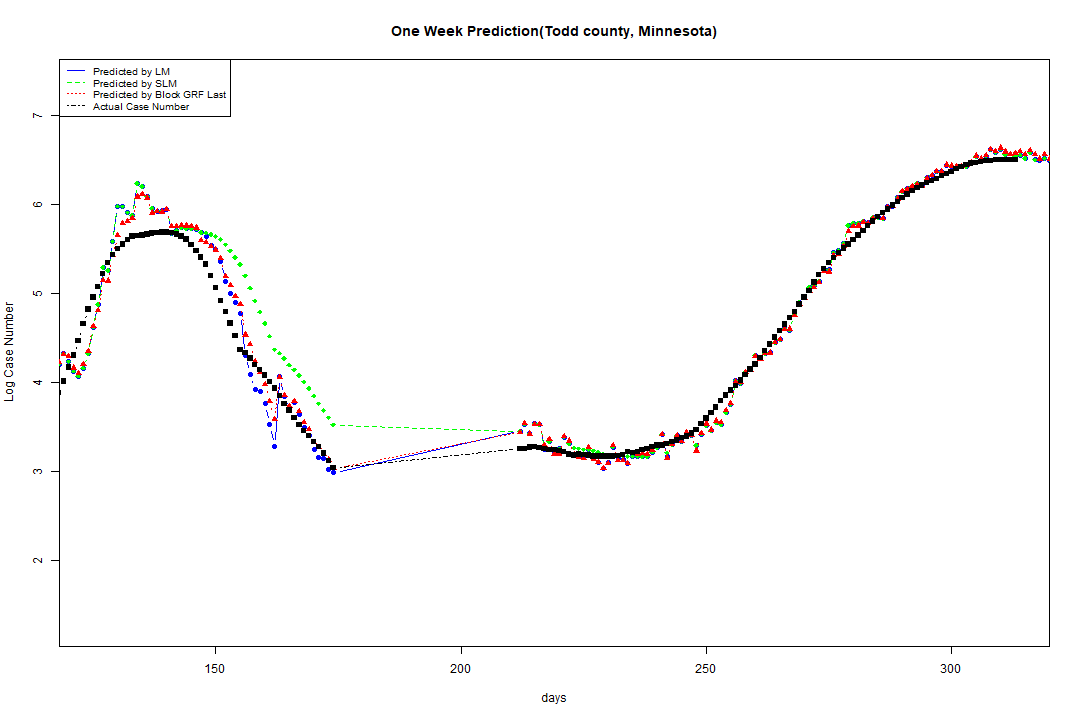 One Week Prediction(Todd county, Minnesota)
Predicted by LM
Predicted by SLM
Predicted by Block GRF Last
Actual Case Number
7
6
5
4
3
2
Log Case Number
150 200 250 300
days